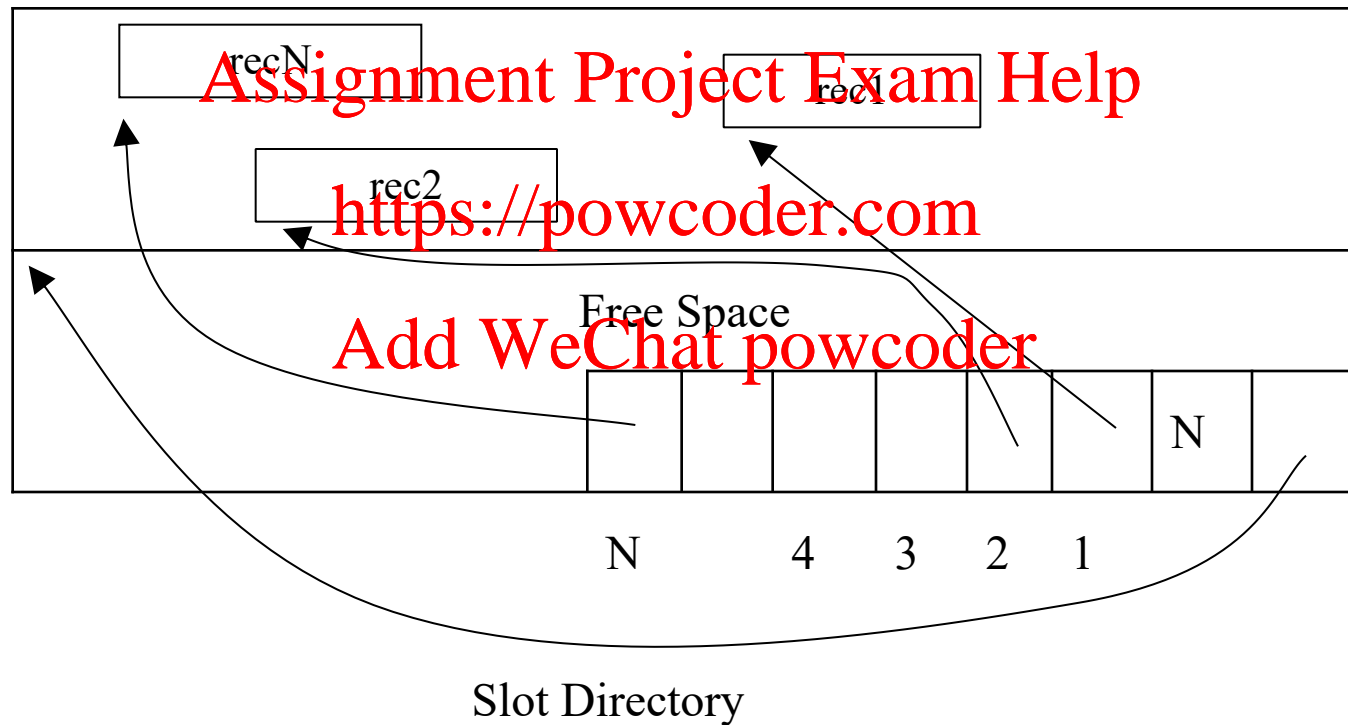 recN
rec1
Assignment Project Exam Help
rec2
https://powcoder.com
Free Space
Add WeChat powcoder
N
N 4 3 2 1
Slot Directory